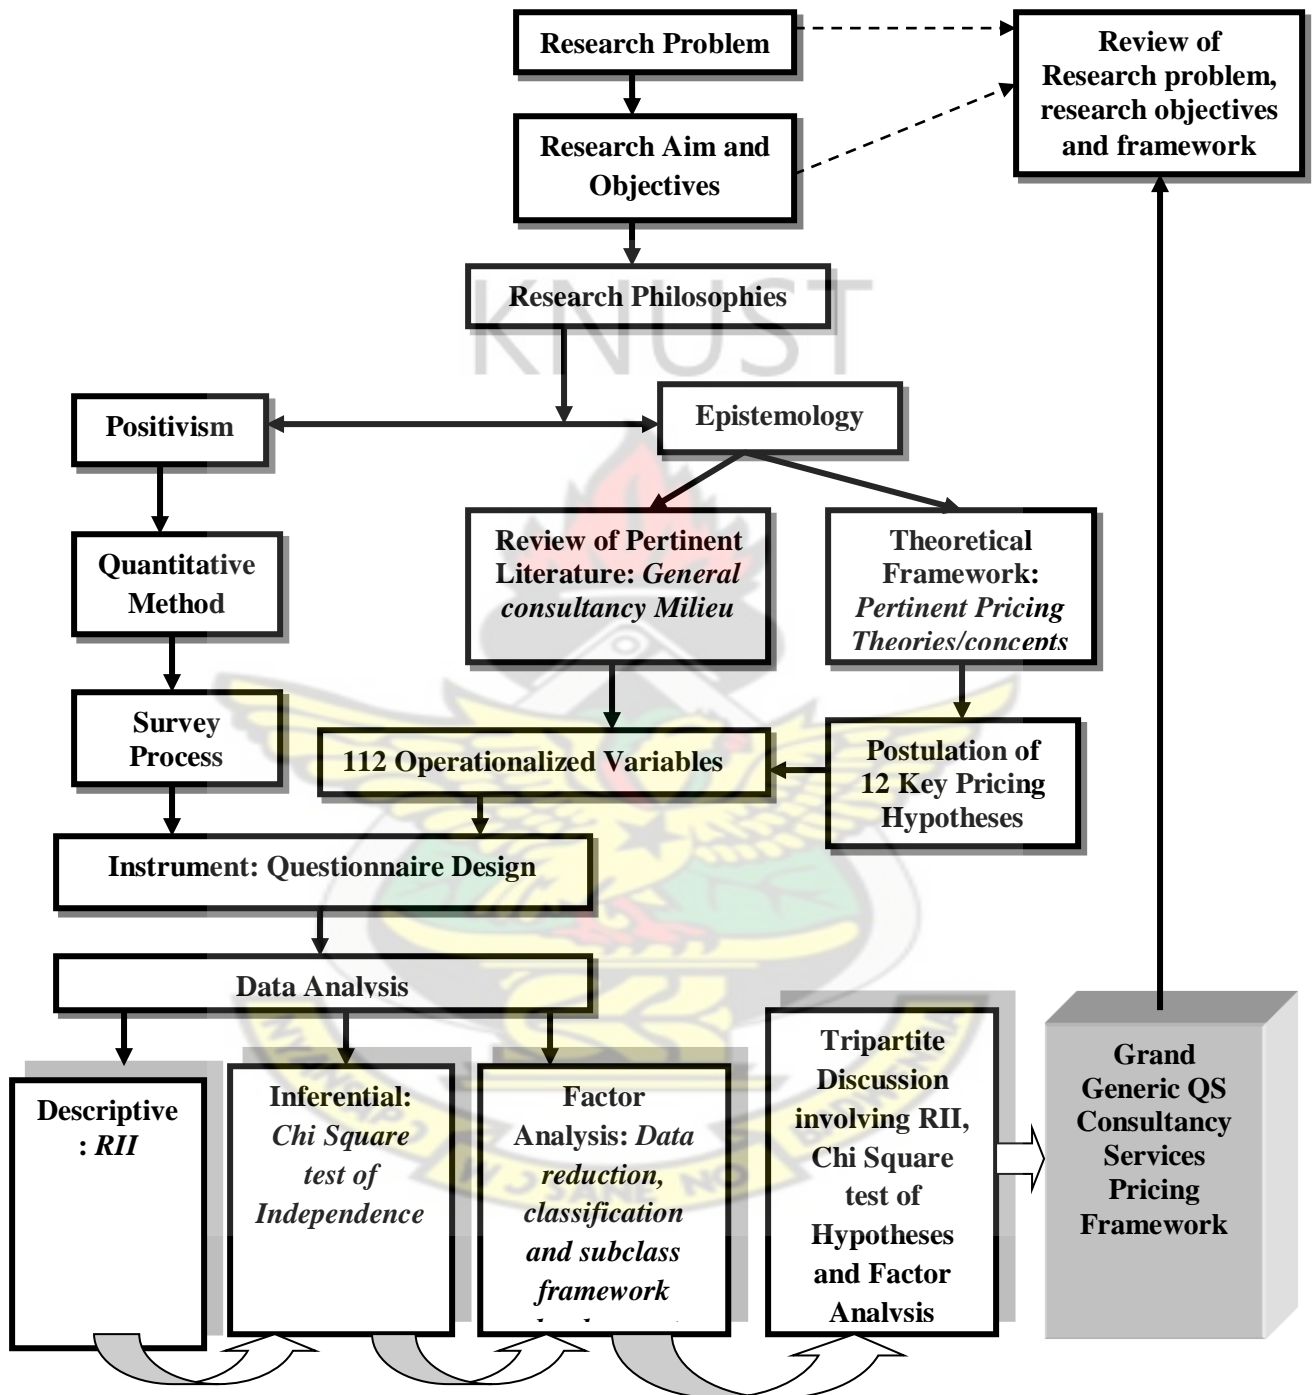 Research Problem
Review of
Research problem,
research objectives
and framework
Research Aim and
Objectives
KNUST
Research Philosophies
Positivism
Epistemology
Quantitative
Method
Review of Pertinent
Literature: General
consultancy Milieu
Theoretical
Framework:
Pertinent Pricing
Theories/concepts
Survey
Process
112 Operationalized Variables
Postulation of
12 Key Pricing
Hypotheses
Instrument: Questionnaire Design
Data Analysis
Descriptive
: RII
Inferential:
Chi Square
test of
Independence
Factor
Analysis: Data
reduction,
classification
and subclass
framework
Tripartite
Discussion
involving RII,
Chi Square
test of
Hypotheses
and Factor
Analysis
Grand
Generic QS
Consultancy
Services
Pricing
Framework
SANE NO